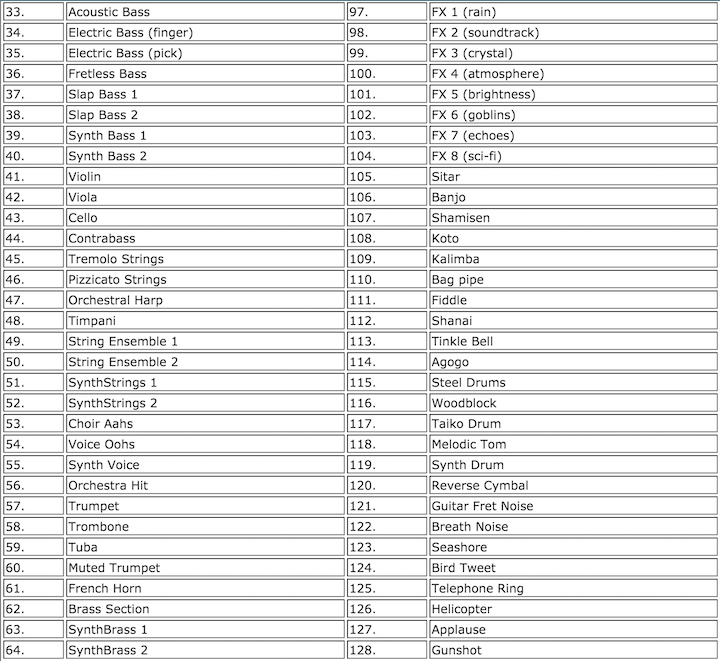 33. Acoustic Bass 97. FX 1 (rain)
34. Electric Bass (finger) 98. FX 2 (soundtrack)
35. Electric Bass (pick) 99. FX 3 (crystal)
36. Fretless Bass 100. FX 4 (atmosphere)
37. Slap Bass 1 101. FX 5 (brightness)
38. Slap Bass 2 102. FX 6 (goblins)
39. Synth Bass 1 103. FX 7 (echoes)
40. Synth Bass 2 104. FX 8 (sci-fi)
41. Violin 105. Sitar
42. Viola 106. Banjo
43. Cello 107. Shamisen
44. Contrabass 108. Koto
45. Tremolo Strings 109. Kalimba
46. Pizzicato Strings 110. Bag pipe
47. Orchestral Harp 111. Fiddle
48. Timpani 112. Shanai
49. String Ensemble 1 113. Tinkle Bell
50. String Ensemble 2 114. Agogo
51. SynthStrings 1 115. Steel Drums
52. SynthStrings 2 116. Woodblock
53. Choir Aahs 117. Taiko Drum
54. Voice Oohs 118. Melodic Tom
55. Synth Voice 119. Synth Drum
56. Orchestra Hit 120. Reverse Cymbal
57. Trumpet 121. Guitar Fret Noise
58. Trombone 122. Breath Noise
59. Tuba 123. Seashore
60. Muted Trumpet 124. Bird Tweet
61. French Horn 125. Telephone Ring
62. Brass Section 126. Helicopter
63. SynthBrass 1 127. Applause
64. SynthBrass 2 128. Gunshot